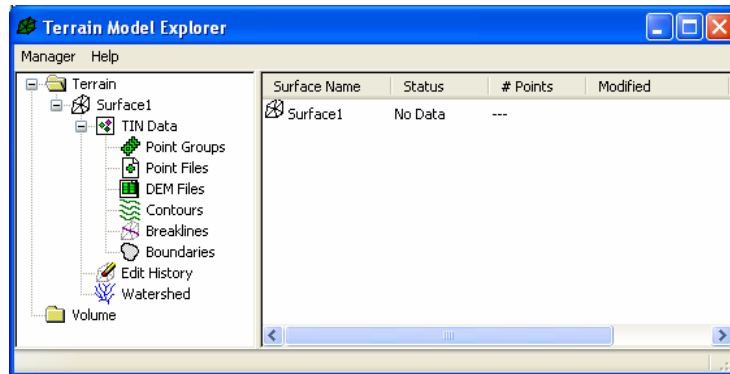 Terrain Model Explorer
Manager Help
Terrain
Surface1
TIN Data
Point Groups
Point Files
DEM Files
Contours
Breaklines
Boundaries
Edit History
Watershed
Volume
Surface Name Status # Points Modified
Surface1 No Data ---